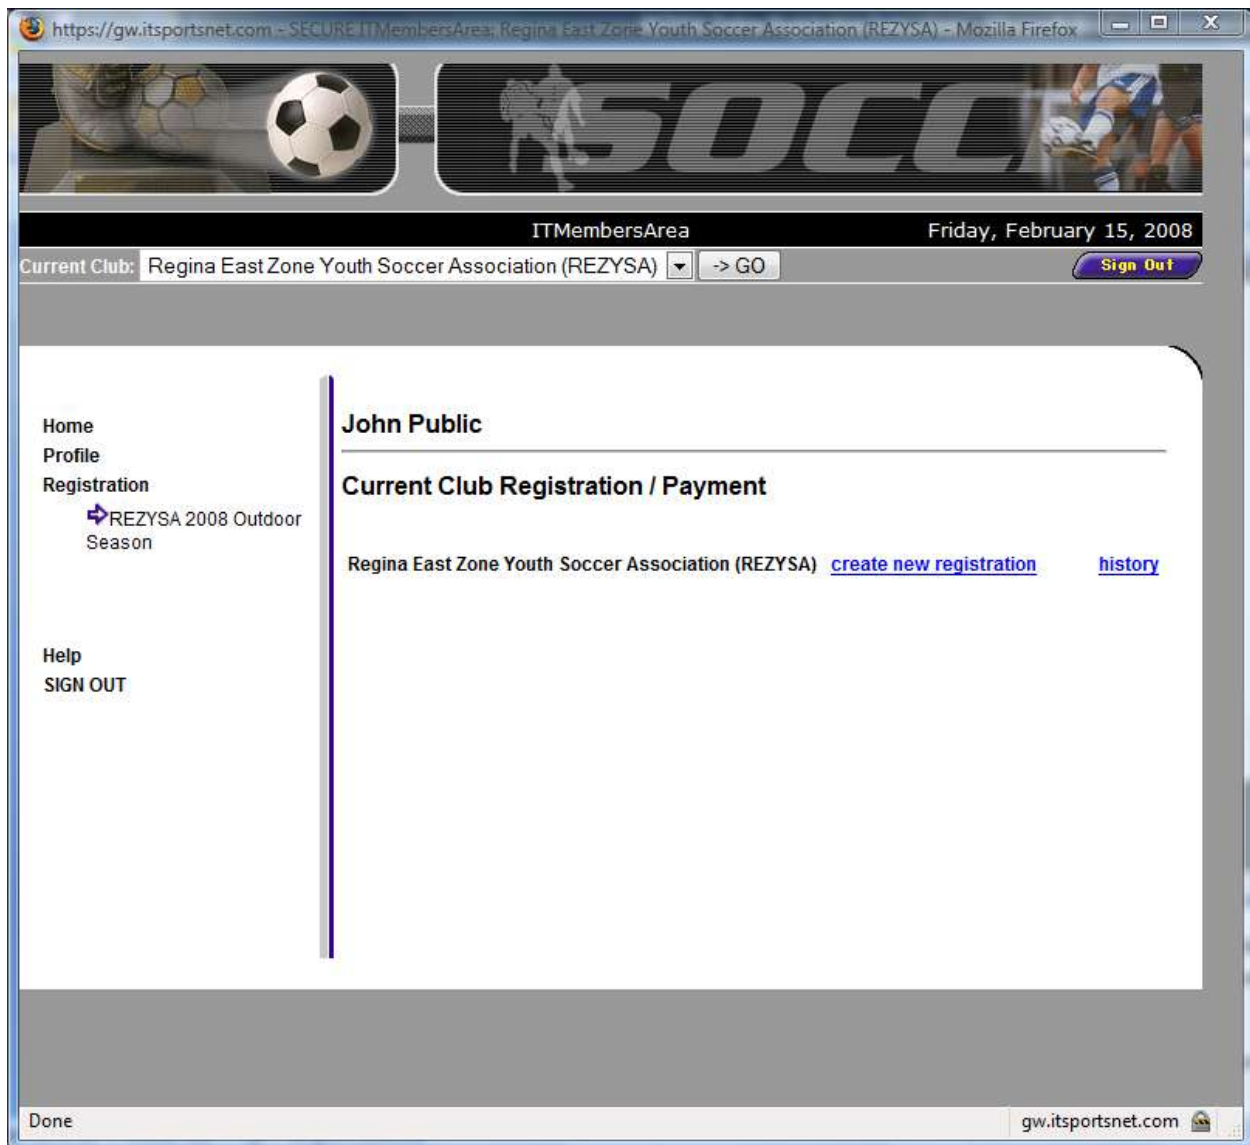 https://gw.itsportsnet.com - SECURE ITMembersArea: Regina East Zone Youth Soccer Association (REZYSA) - Mozilla Firefox
SOCC
ITMembersArea Friday, February 15, 2008
Current Club: Regina East Zone Youth Soccer Association (REZYSA) -> GO Sign Out
Home
Profile
Registration
REZYSA 2008 Outdoor
Season
Help
SIGN OUT
John Public
Current Club Registration / Payment
Regina East Zone Youth Soccer Association (REZYSA) create new registration history
Done gw.itsportsnet.com